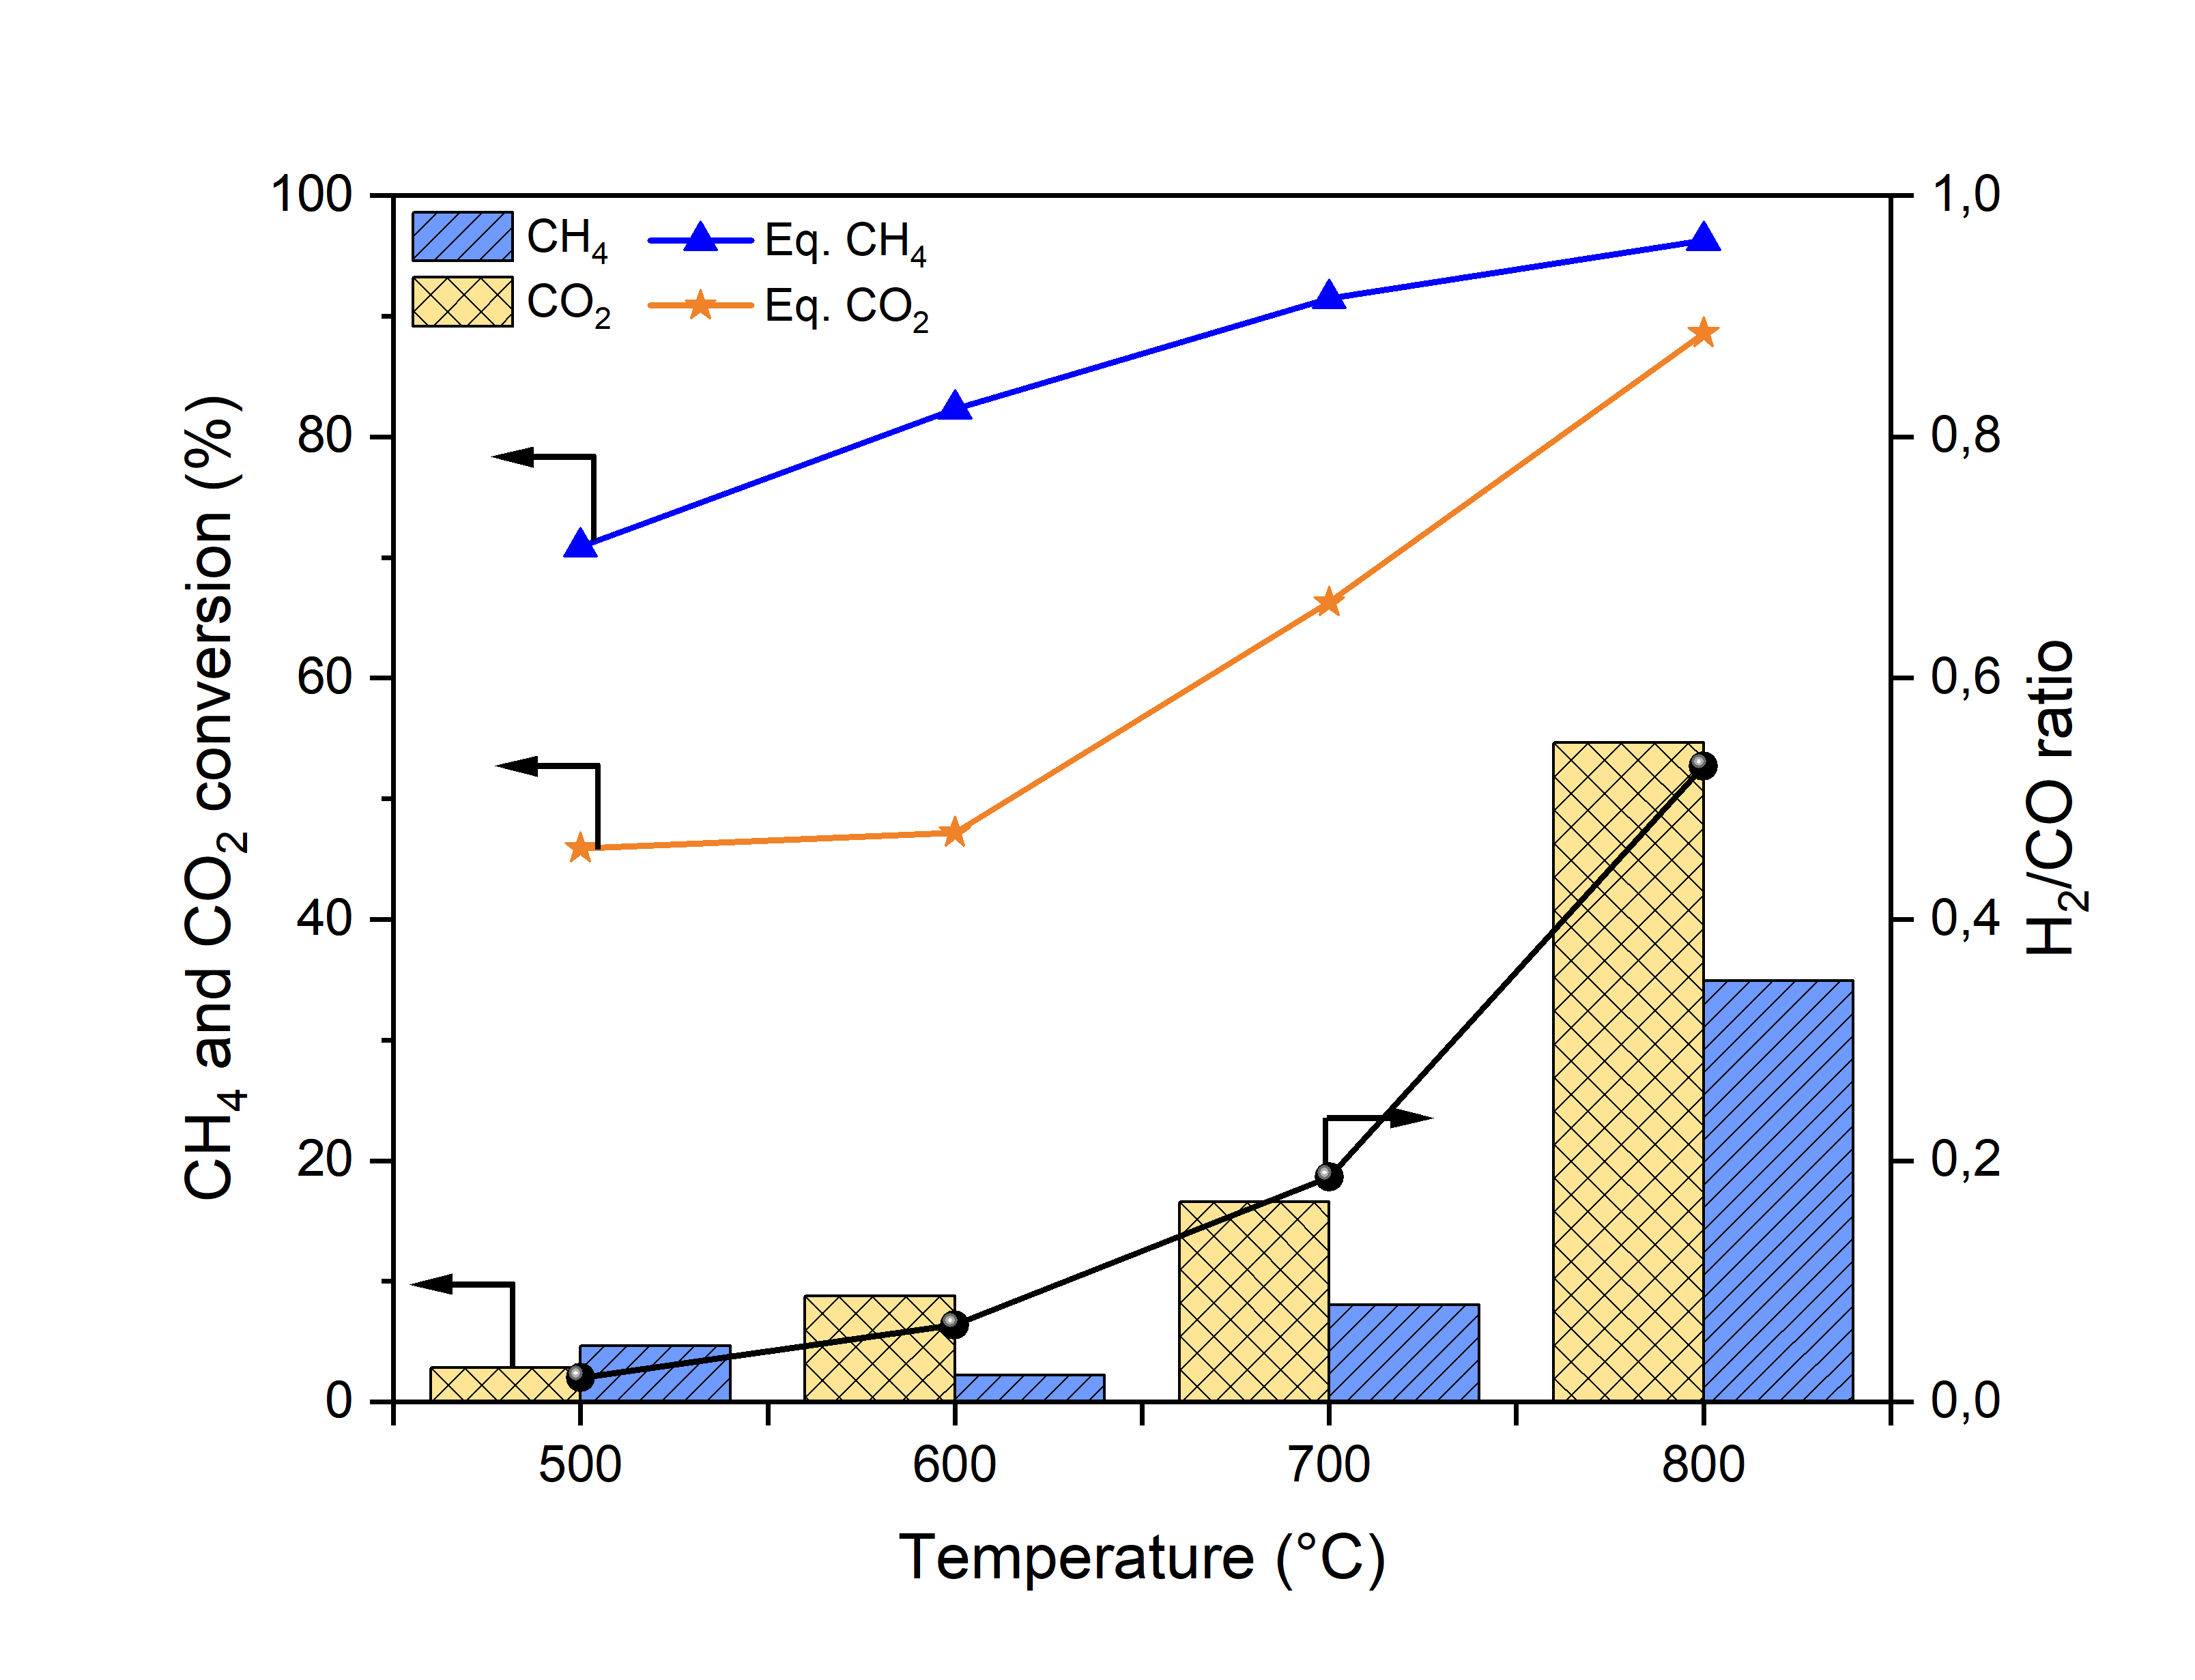 CH₄
CO₂
Eq. CH₄
Eq. CO₂
CH₄ and CO₂ conversion (%)
100
80
60
40
20
0
1,0
0,8
0,6
0,4
0,2
0,0
H₂/CO ratio
500 600 700 800
Temperature (°C)